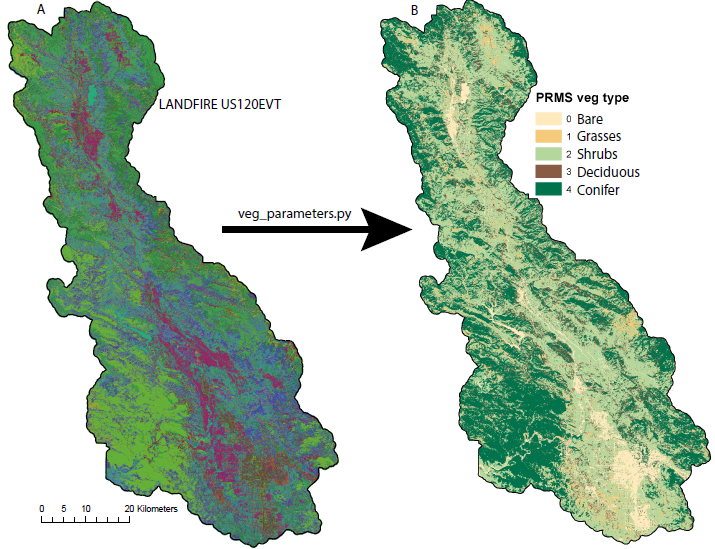 A
B
LANDFIRE US120EVT
PRMS veg type
0 Bare
1 Grasses
2 Shrubs
3 Deciduous
4 Conifer
veg_parameters.py
0 5 10 20 Kilometers